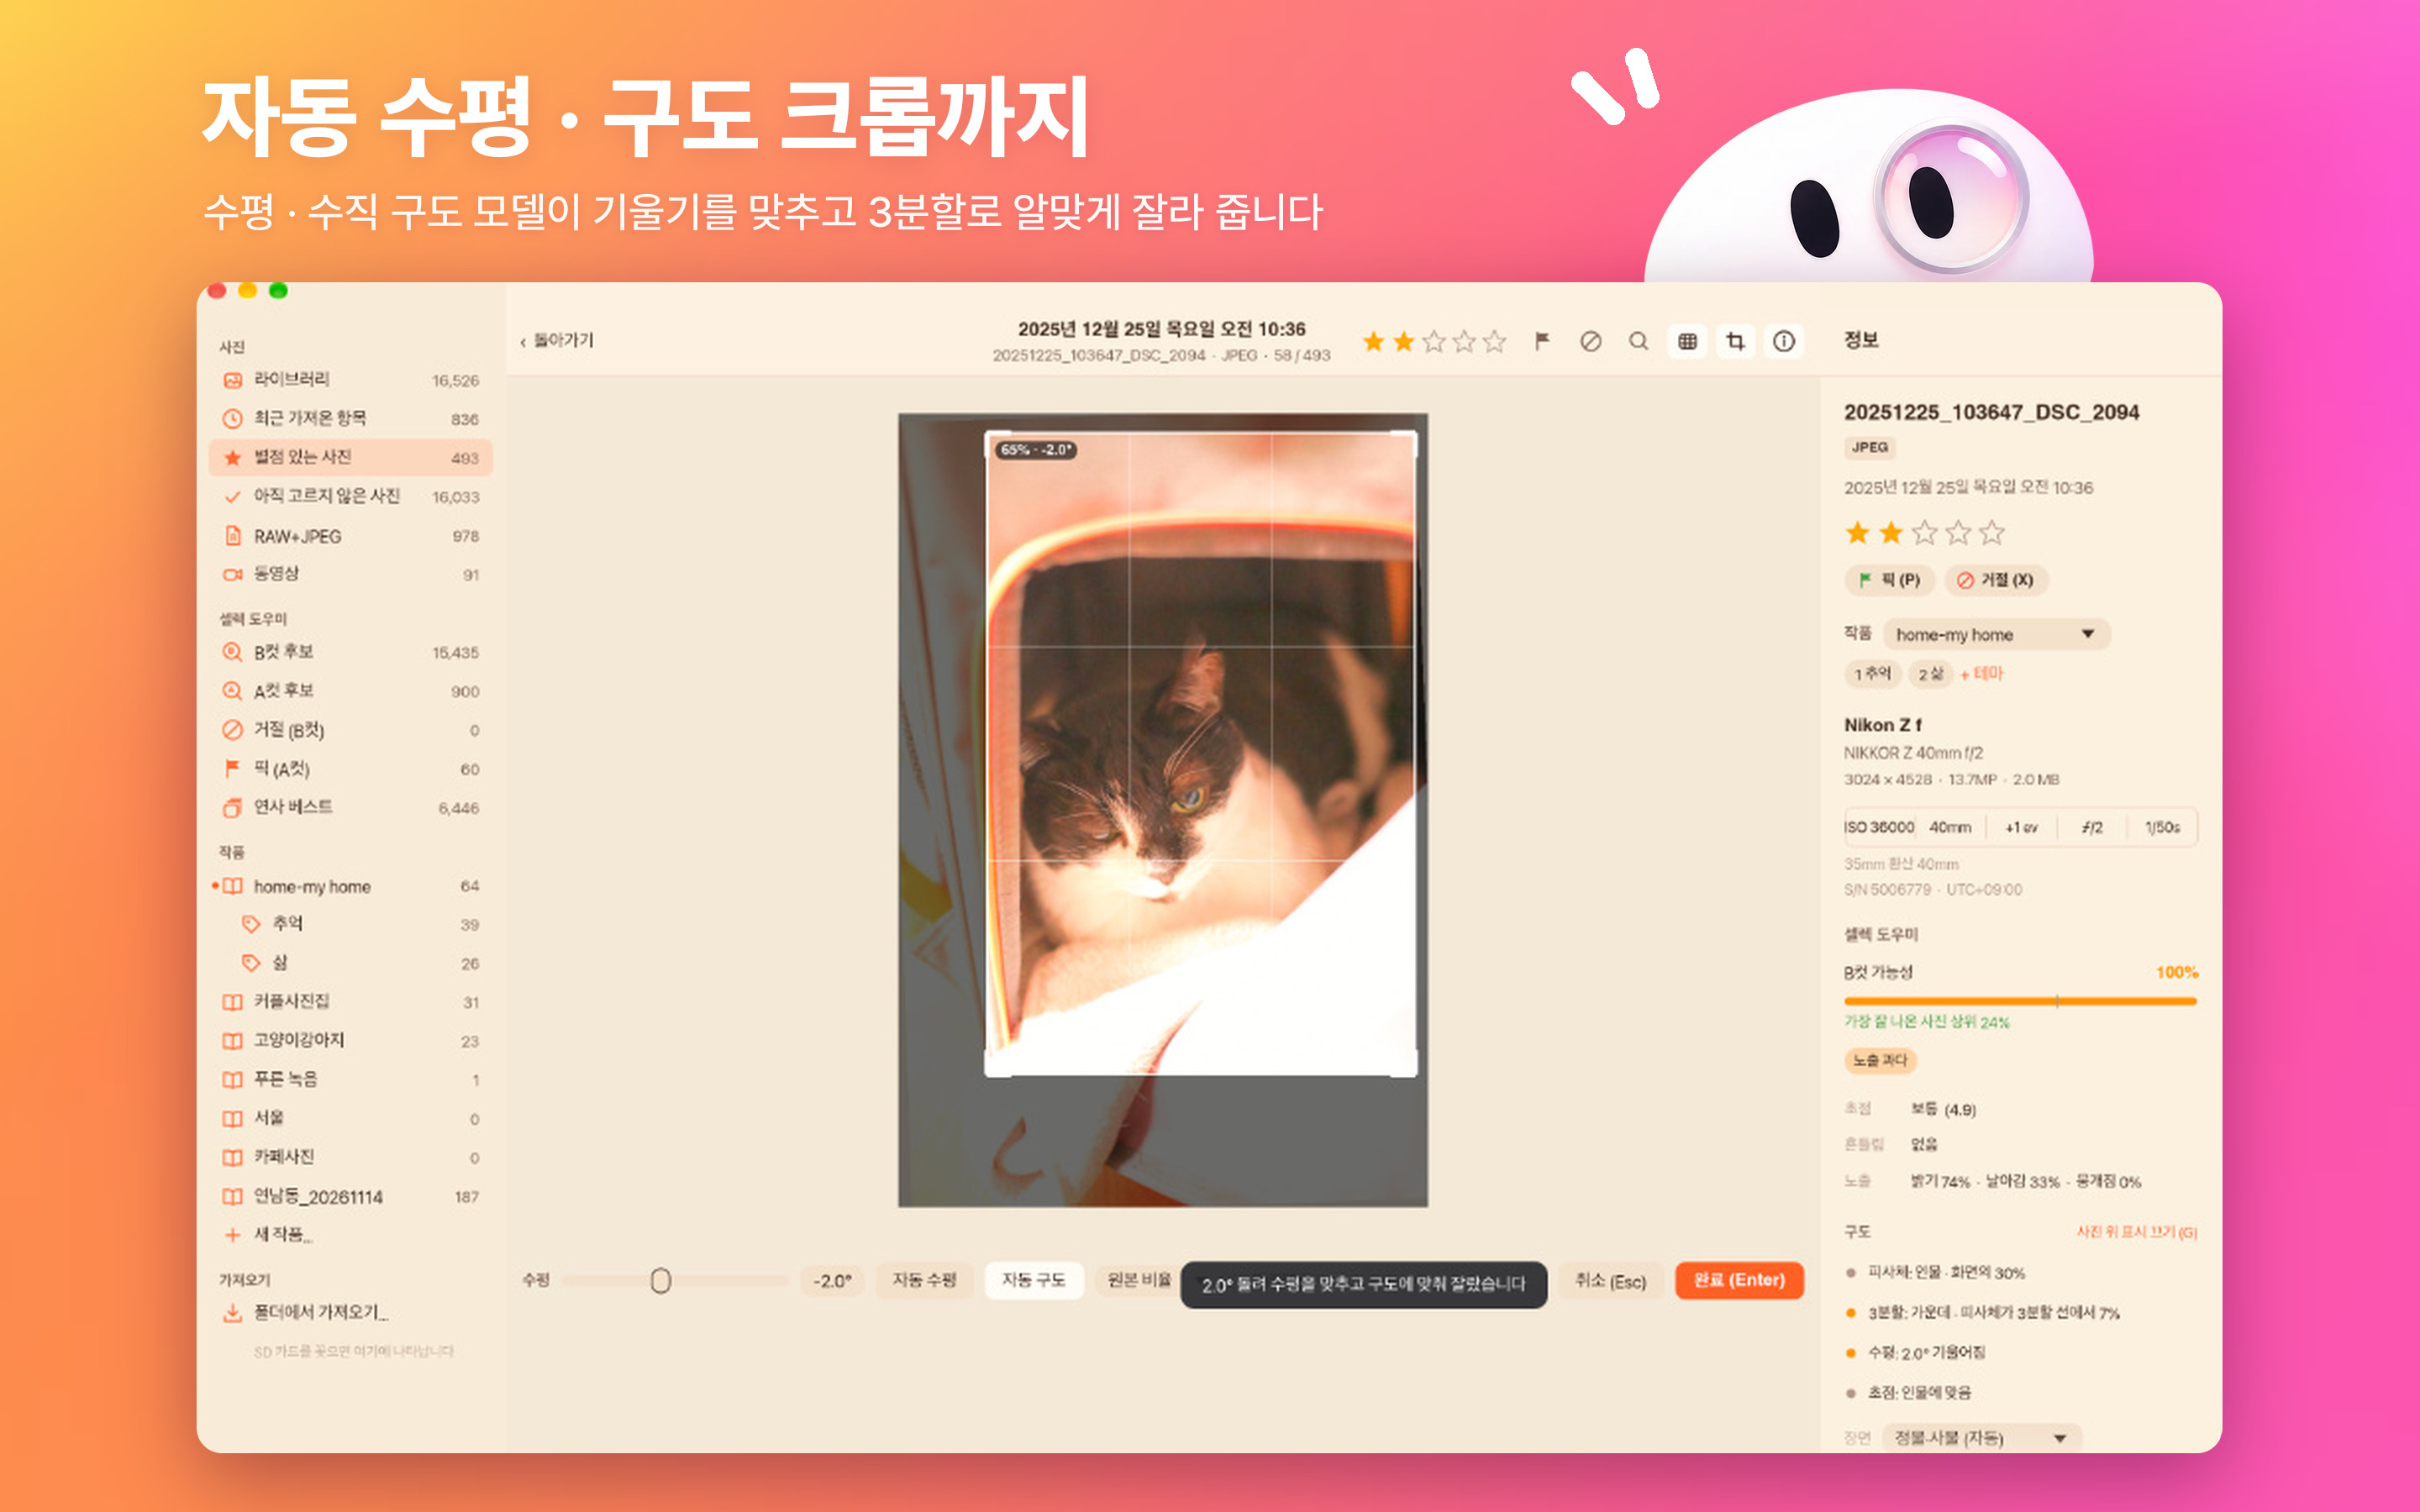 자동 수평 · 구도 크롭까지
수평 · 수직 구도 모델이 기울기를 맞추고 3분할로 알맞게 잘라 줍니다
사진
라이브러리 16,526
최근 가져온 항목 836
별점 있는 사진 493
아직 고르지 않은 사진 16,033
RAW+JPEG 978
동영상 91
셀렉 도우미
B컷 후보 15,435
A컷 후보 900
거절 (B컷) 0
픽 (A컷) 60
연사 베스트 6,446
작품
home-my home 64
추억 39
삶 26
커플사진집 31
고양이강아지 23
푸른 녹음 1
서울 0
카페사진 0
연남동_20261114 187
새 작품...
가져오기
폴더에서 가져오기...
SD 카드를 꽂으면 여기에 나타납니다
‹ 돌아가기
2025년 12월 25일 목요일 오전 10:36
20251225_103647_DSC_2094 · JPEG · 58 / 493
65% · -2.0°
수평 -2.0° 자동 수평 자동 구도 원본 비율 2.0° 돌려 수평을 맞추고 구도에 맞춰 잘랐습니다 취소 (Esc) 완료 (Enter)
정보
20251225_103647_DSC_2094
JPEG
2025년 12월 25일 목요일 오전 10:36
픽 (P) 거절 (X)
작품 home-my home
1 추억 2 삶 + 테마
Nikon Z f
NIKKOR Z 40mm f/2
3024 × 4528 · 13.7MP · 2.0 MB
ISO 36000 40mm +1 ev ƒ/2 1/50s
35mm 환산 40mm
S/N 5006779 · UTC+09:00
셀렉 도우미
B컷 가능성 100%
가장 잘 나온 사진 상위 24%
노출 과다
초점 보통 (4.9)
흔들림 없음
노출 밝기 74% · 날아감 33% · 뭉개짐 0%
구도 사진 위 표시 끄기 (G)
피사체: 인물 · 화면의 30%
3분할: 가운데 · 피사체가 3분할 선에서 7%
수평: 2.0° 기울어짐
초점: 인물에 맞음
장면 정물·사물 (자동)